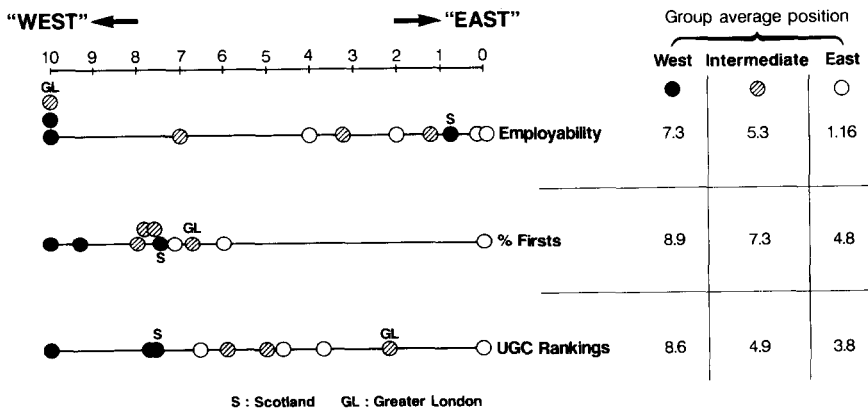 "WEST" "EAST" Group average position
10 9 8 7 6 5 4 3 2 1 0
West Intermediate East
GL
S
Employability 7.3 5.3 1.16
GL
% Firsts 8.9 7.3 4.8
S
S GL
UGC Rankings 8.6 4.9 3.8
S : Scotland GL : Greater London